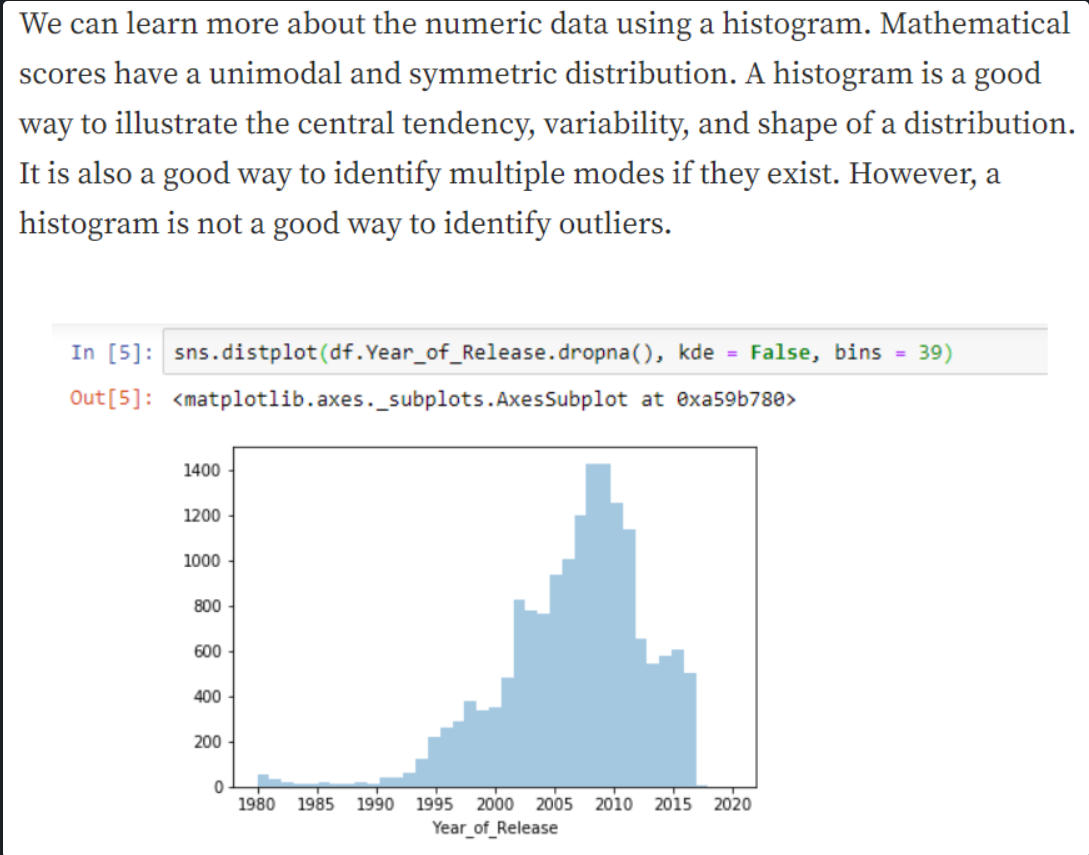 We can learn more about the numeric data using a histogram. Mathematical
scores have a unimodal and symmetric distribution. A histogram is a good
way to illustrate the central tendency, variability, and shape of a distribution.
It is also a good way to identify multiple modes if they exist. However, a
histogram is not a good way to identify outliers.
In [5]: sns.distplot(df.Year_of_Release.dropna(), kde = False, bins = 39)
Out[5]: <matplotlib.axes._subplots.AxesSubplot at 0xa59b780>
1400
1200
1000
800
600
400
200
0
1980 1985 1990 1995 2000 2005 2010 2015 2020
Year_of_Release